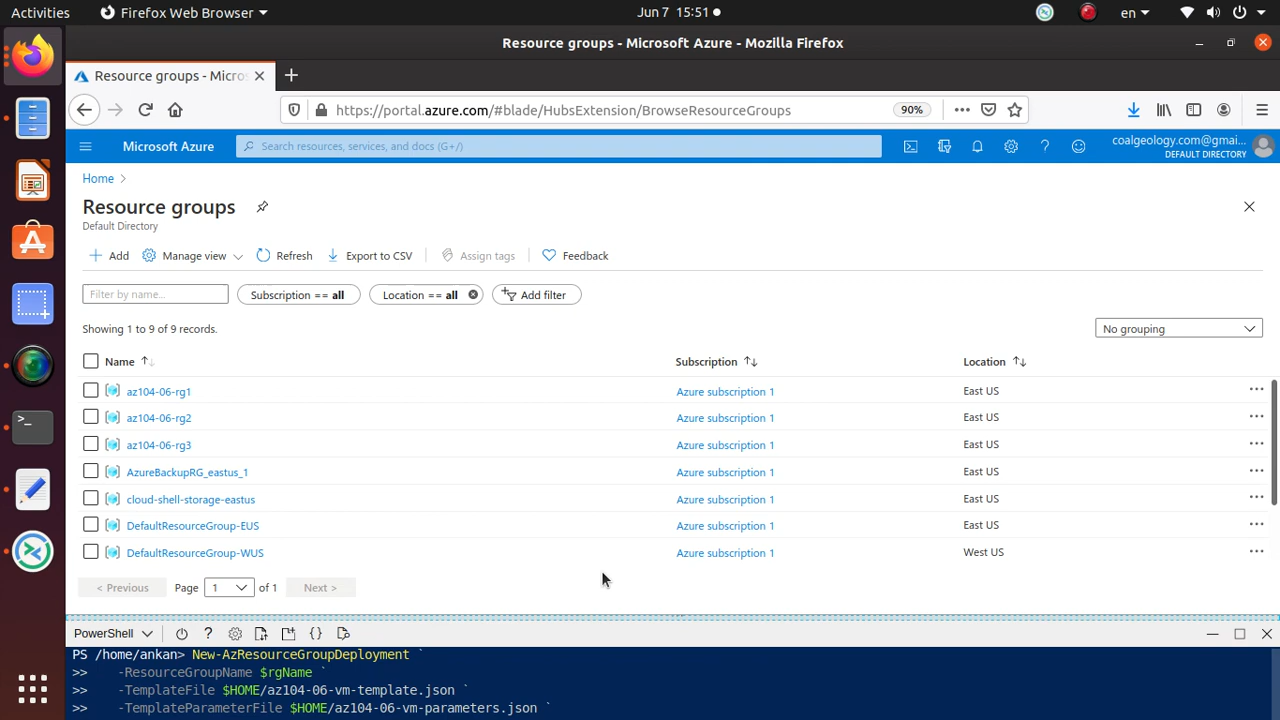 Activities Firefox Web Browser Jun 7 15:51 en
Resource groups - Microsoft Azure - Mozilla Firefox
Resource groups - Micros
https://portal.azure.com/#blade/HubsExtension/BrowseResourceGroups 90%
Microsoft Azure Search resources, services, and docs (G+/) coalgeology.com@gmai...
DEFAULT DIRECTORY
Home
Resource groups
Default Directory
Add Manage view Refresh Export to CSV Assign tags Feedback
Filter by name... Subscription == all Location == all Add filter
Showing 1 to 9 of 9 records. No grouping
Name Subscription Location
az104-06-rg1 Azure subscription 1 East US
az104-06-rg2 Azure subscription 1 East US
az104-06-rg3 Azure subscription 1 East US
AzureBackupRG_eastus_1 Azure subscription 1 East US
cloud-shell-storage-eastus Azure subscription 1 East US
DefaultResourceGroup-EUS Azure subscription 1 East US
DefaultResourceGroup-WUS Azure subscription 1 West US
< Previous Page 1 of 1 Next >
PowerShell
PS /home/ankan> New-AzResourceGroupDeployment `
>> -ResourceGroupName $rgName `
>> -TemplateFile $HOME/az104-06-vm-template.json `
>> -TemplateParameterFile $HOME/az104-06-vm-parameters.json `